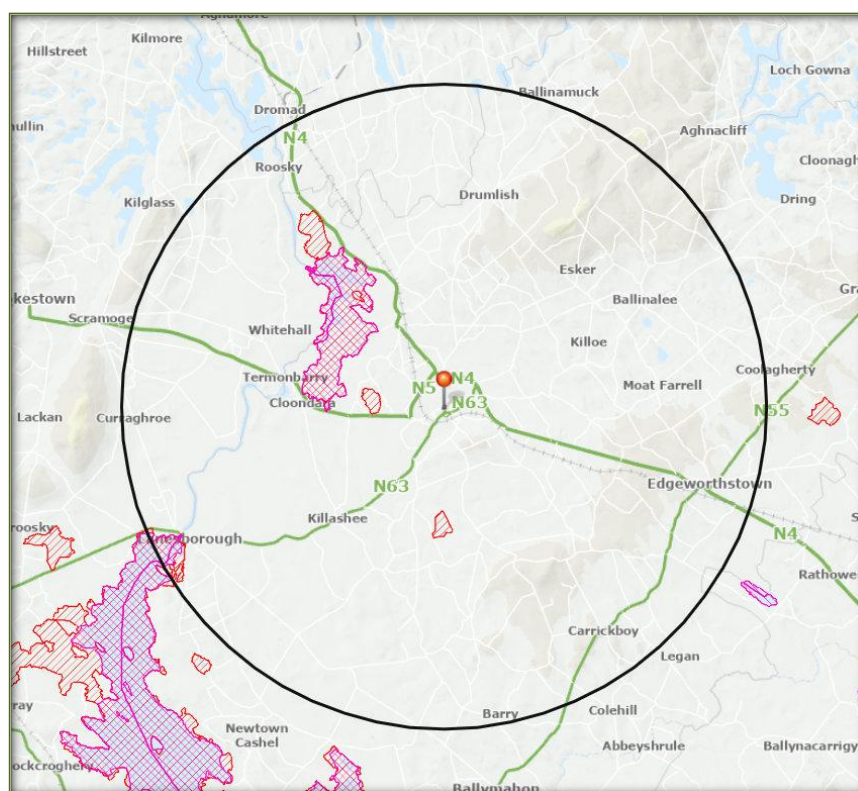 Kilmore
Hillstreet
Loch Gowna
Ballinamuck
Dromad
Aghnacliff
N4
Roosky
Cloonagh
Drumlish
Dring
Kilglass
Esker
Ballinalee
Scramoge
Whitehall
Killoe
Coolagherty
Termonbarry
N5
N4
Moat Farrell
Cloondara
N63
N55
Lackan
Curraghroe
Edgeworthstown
N63
Killashee
N4
Rathowe
Carrickboy
Legan
Barry
Colehill
Newtown
Cashel
Abbeyshrule
Ballynacarrigy
Ballymahon